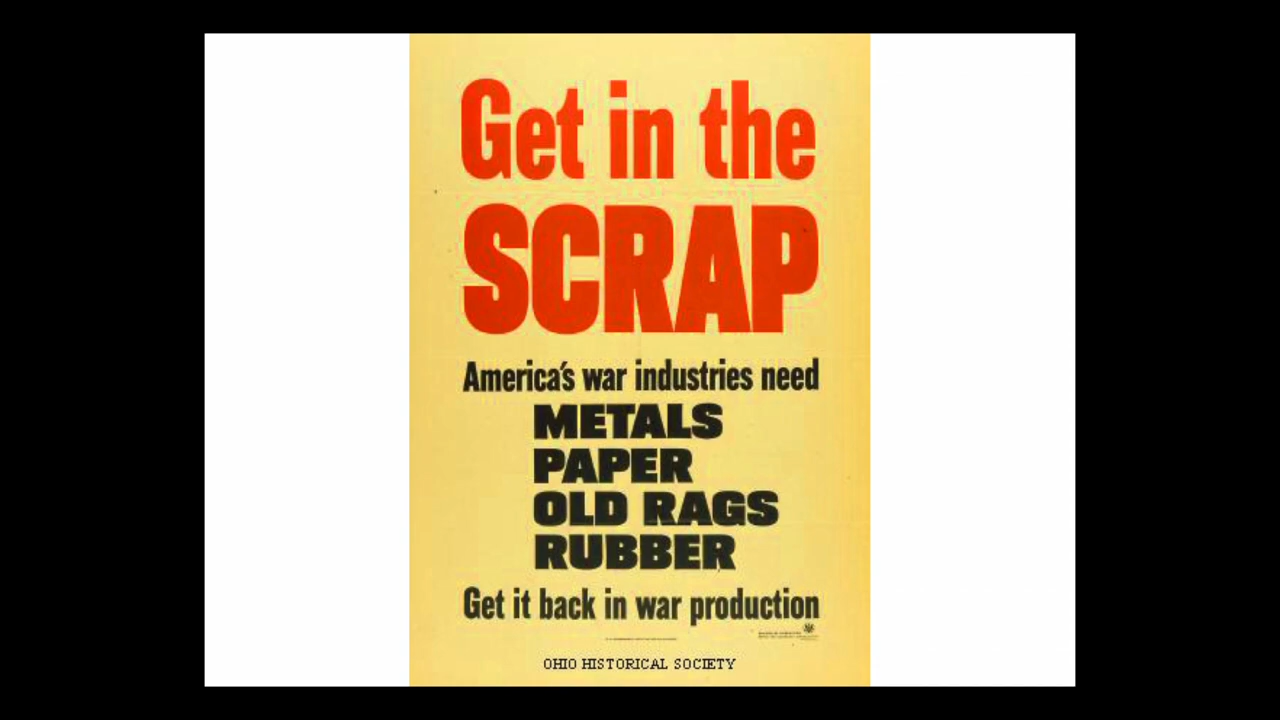 Get in the
SCRAP
America's war industries need
METALS
PAPER
OLD RAGS
RUBBER
Get it back in war production
OHIO HISTORICAL SOCIETY